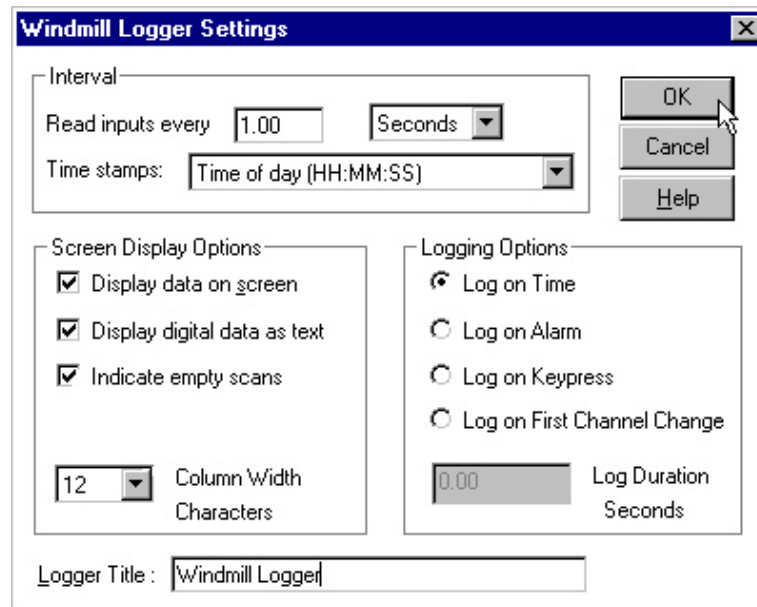 Windmill Logger Settings
Interval
Read inputs every 1.00 Seconds
Time stamps: Time of day (HH:MM:SS)
OK
Cancel
Help
Screen Display Options
Display data on screen
Display digital data as text
Indicate empty scans
12 Column Width
Characters
Logging Options
Log on Time
Log on Alarm
Log on Keypress
Log on First Channel Change
0.00 Log Duration
Seconds
Logger Title : Windmill Logger